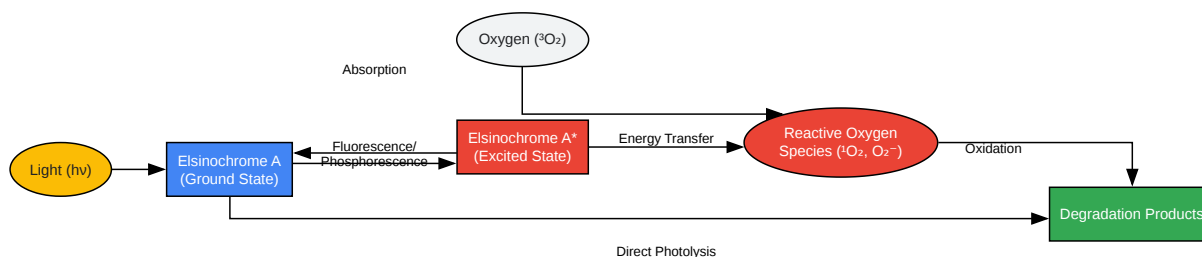 Oxygen (³O₂)
Absorption
Light (hν)
Elsinochrome A
(Ground State)
Fluorescence/
Phosphorescence
Elsinochrome A*
(Excited State)
Energy Transfer
Reactive Oxygen
Species (¹O₂, O₂⁻)
Oxidation
Degradation Products
Direct Photolysis